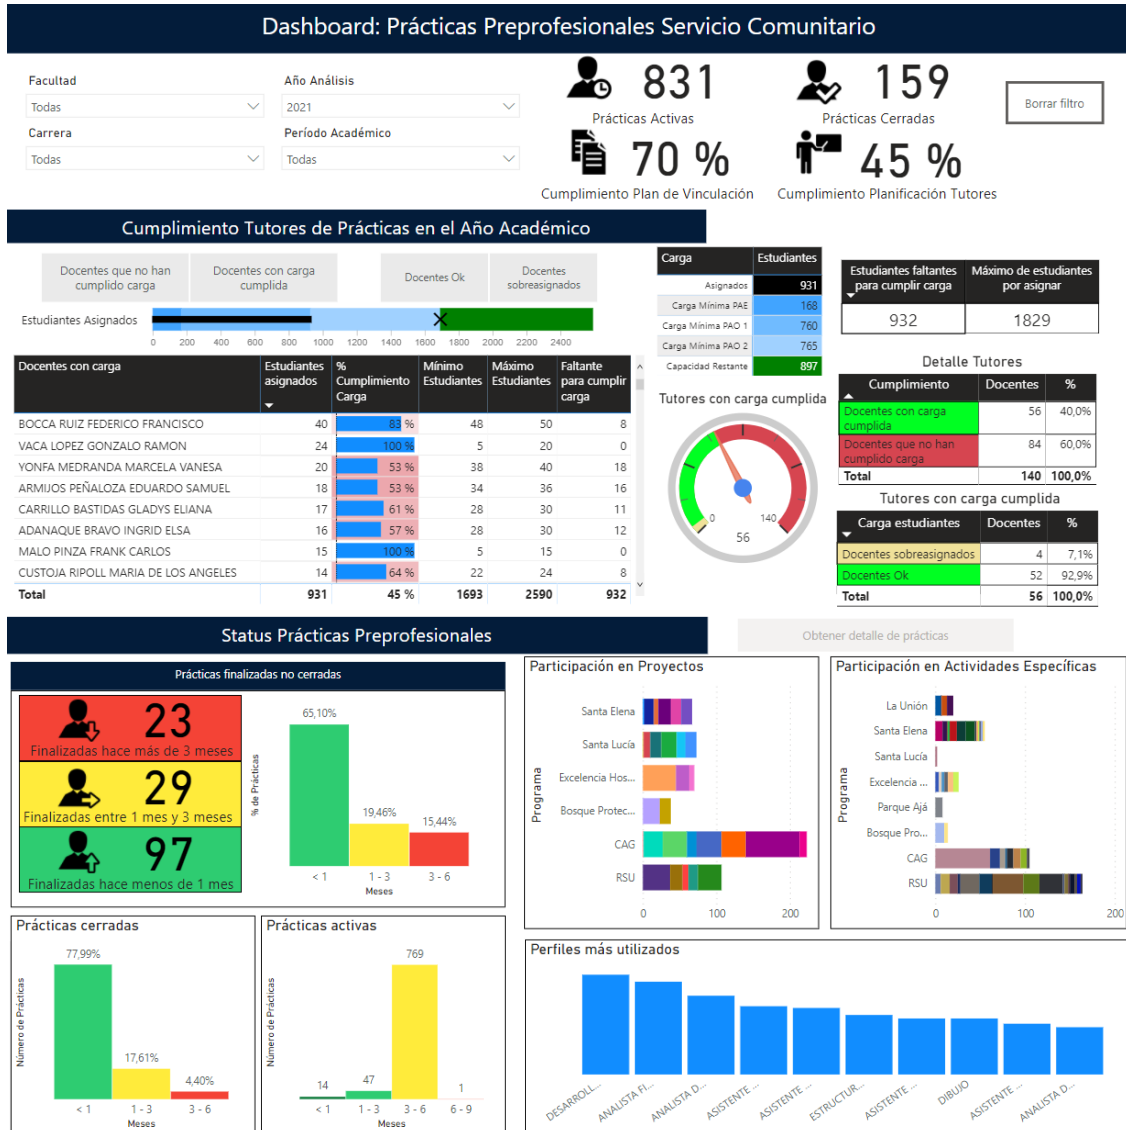 Dashboard: Prácticas Preprofesionales Servicio Comunitario
Facultad
Todas
Año Análisis
2021
Carrera
Todas
Período Académico
Todas
831
Prácticas Activas
159
Prácticas Cerradas
70 %
Cumplimiento Plan de Vinculación
45 %
Cumplimiento Planificación Tutores
Borrar filtro
Cumplimiento Tutores de Prácticas en el Año Académico
Docentes que no han
cumplido carga
Docentes con carga
cumplida
Docentes Ok
Docentes
sobreasignados
Estudiantes Asignados
0 200 400 600 800 1000 1200 1400 1600 1800 2000 2200 2400
Docentes con carga
Estudiantes
asignados
%
Cumplimiento
Carga
Mínimo
Estudiantes
Máximo
Estudiantes
Faltante
para cumplir
carga
BOCCA RUIZ FEDERICO FRANCISCO 40 83 % 48 50 8
VACA LOPEZ GONZALO RAMON 24 100 % 5 20 0
YONFA MEDRANDA MARCELA VANESA 20 53 % 38 40 18
ARMIJOS PEÑALOZA EDUARDO SAMUEL 18 53 % 34 36 16
CARRILLO BASTIDAS GLADYS ELIANA 17 61 % 28 30 11
ADANAQUE BRAVO INGRID ELSA 16 57 % 28 30 12
MALO PINZA FRANK CARLOS 15 100 % 5 15 0
CUSTOJA RIPOLL MARIA DE LOS ANGELES 14 64 % 22 24 8
Total 931 45 % 1693 2590 932
Carga Estudiantes
Asignados 931
Carga Mínima PAE 168
Carga Mínima PAO 1 760
Carga Mínima PAO 2 765
Capacidad Restante 897
Tutores con carga cumplida
0 140
56
Estudiantes faltantes
para cumplir carga
Máximo de estudiantes
por asignar
932 1829
Detalle Tutores
Cumplimiento Docentes %
Docentes con carga
cumplida
56 40,0%
Docentes que no han
cumplido carga
84 60,0%
Total 140 100,0%
Tutores con carga cumplida
Carga estudiantes Docentes %
Docentes sobreasignados 4 7,1%
Docentes Ok 52 92,9%
Total 56 100,0%
Status Prácticas Preprofesionales
Obtener detalle de prácticas
Prácticas finalizadas no cerradas
23
Finalizadas hace más de 3 meses
29
Finalizadas entre 1 mes y 3 meses
97
Finalizadas hace menos de 1 mes
% de Prácticas
65,10%
19,46%
15,44%
< 1 1 - 3 3 - 6
Meses
Participación en Proyectos
Programa
Santa Elena
Santa Lucía
Excelencia Hos...
Bosque Protec...
CAG
RSU
0 100 200
Participación en Actividades Específicas
Programa
La Unión
Santa Elena
Santa Lucía
Excelencia ...
Parque Ajá
Bosque Pro...
CAG
RSU
0 100 200
Prácticas cerradas
Número de Prácticas
77,99%
17,61%
4,40%
< 1 1 - 3 3 - 6
Meses
Prácticas activas
Número de Prácticas
14
47
769
1
< 1 1 - 3 3 - 6 6 - 9
Meses
Perfiles más utilizados
DESARROLL...
ANALISTA FI...
ANALISTA D...
ASISTENTE ...
ASISTENTE ...
ESTRUCTUR...
ASISTENTE ...
DIBUJO
ASISTENTE ...
ANALISTA D...